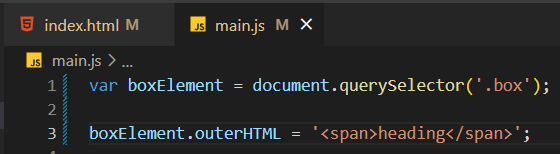 index.html M main.js M ×
main.js > ...
1 var boxElement = document.querySelector('.box');
2
3 boxElement.outerHTML = '<span>heading</span>';